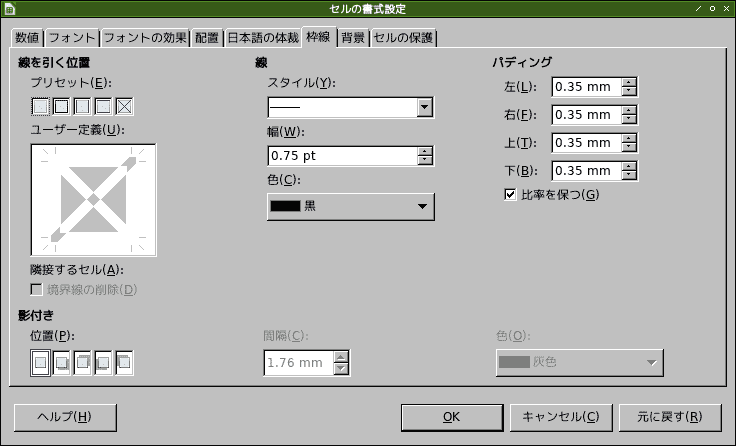 セルの書式設定
数値 フォント フォントの効果 配置 日本語の体裁 枠線 背景 セルの保護
線を引く位置 線 パディング
プリセット(E): スタイル(Y): 左(L): 0.35 mm
右(F): 0.35 mm
ユーザー定義(U): 幅(W): 上(T): 0.35 mm
0.75 pt 下(B): 0.35 mm
色(C): 比率を保つ(G)
黒
隣接するセル(A):
境界線の削除(D)
影付き
位置(P): 間隔(C): 色(O):
1.76 mm 灰色
ヘルプ(H) OK キャンセル(C) 元に戻す(R)